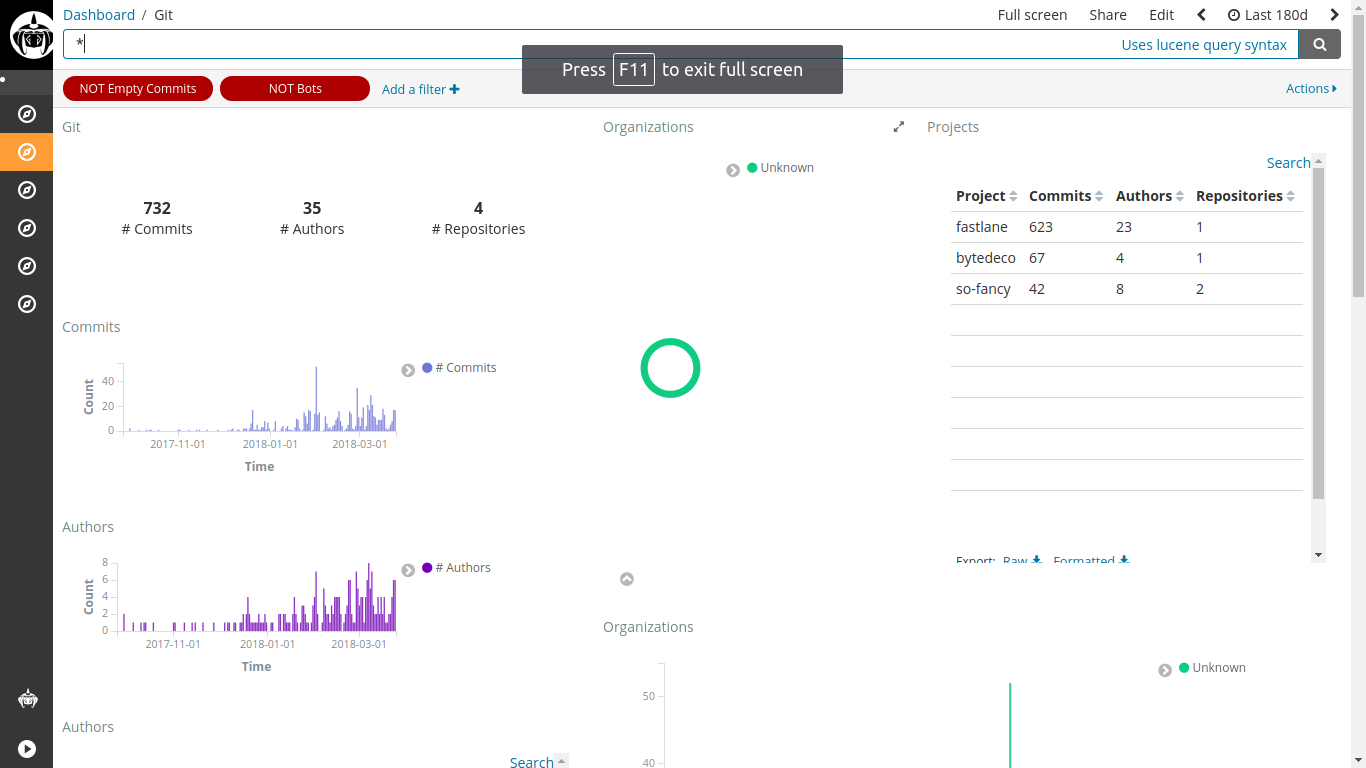 Dashboard / Git
Full screen Share Edit Last 180d
*
Uses lucene query syntax
Press F11 to exit full screen
NOT Empty Commits NOT Bots Add a filter
Actions
Git
732 35 4
# Commits # Authors # Repositories
Commits
Count
40
20
0
2017-11-01 2018-01-01 2018-03-01
Time
# Commits
Authors
Count
8
6
4
2
0
2017-11-01 2018-01-01 2018-03-01
Time
# Authors
Authors
Search
Organizations
Unknown
Projects
Search
Project Commits Authors Repositories
fastlane 623 23 1
bytedeco 67 4 1
so-fancy 42 8 2
Export: Raw Formatted
Organizations
50
40
Unknown